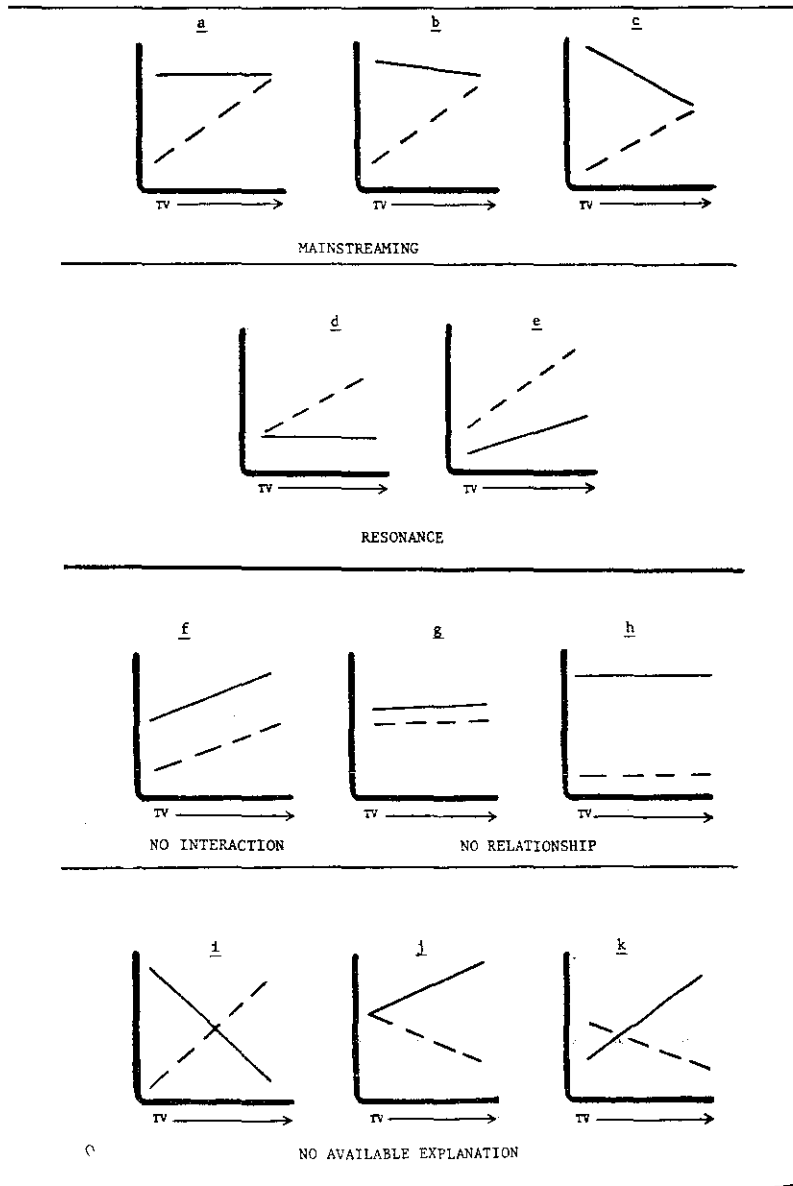 a b c
TV TV TV
MAINSTREAMING
d e
TV TV
RESONANCE
f g h
TV TV TV
NO INTERACTION NO RELATIONSHIP
i j k
TV TV TV
NO AVAILABLE EXPLANATION